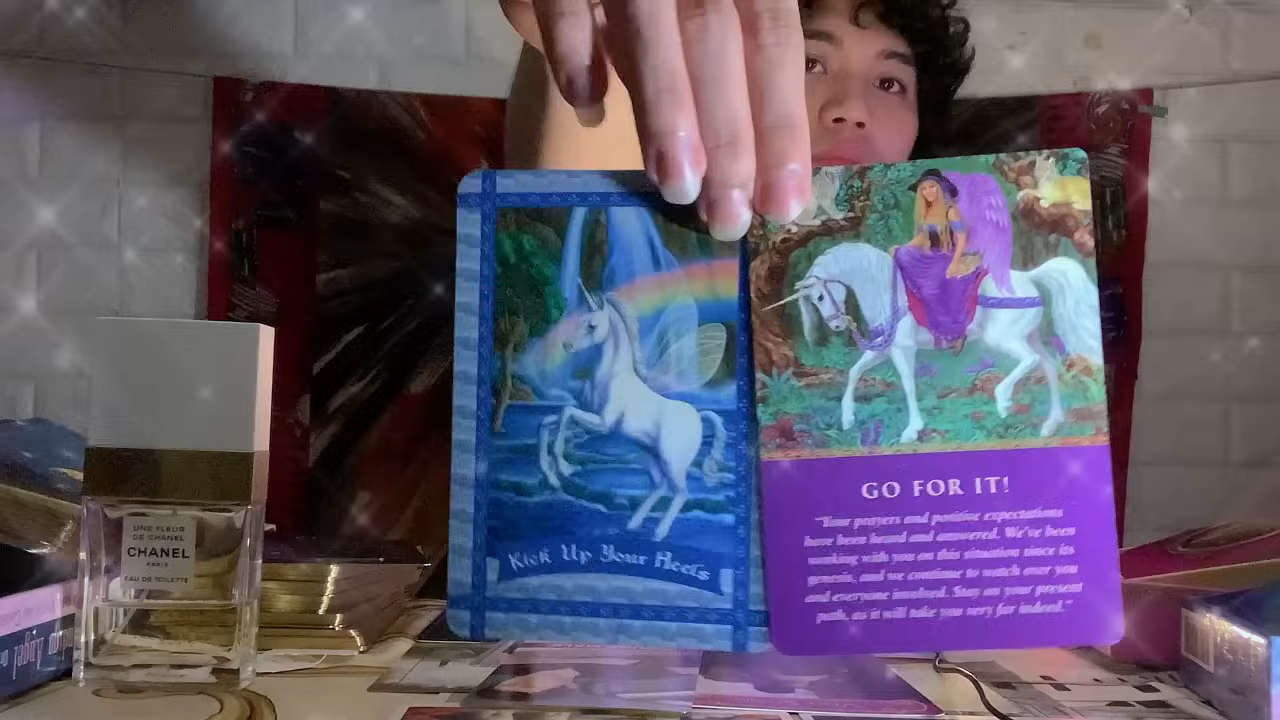 UNE FLEUR
DE CHANEL
CHANEL
PARIS
EAU DE TOILETTE
Kick Up Your Heels
GO FOR IT!
"Your prayers and positive expectations
have been heard and answered. We've been
working with you on this situation since its
genesis, and we continue to watch over you
and everyone involved. Stay on your present
path, as it will take you very far indeed."
Angel